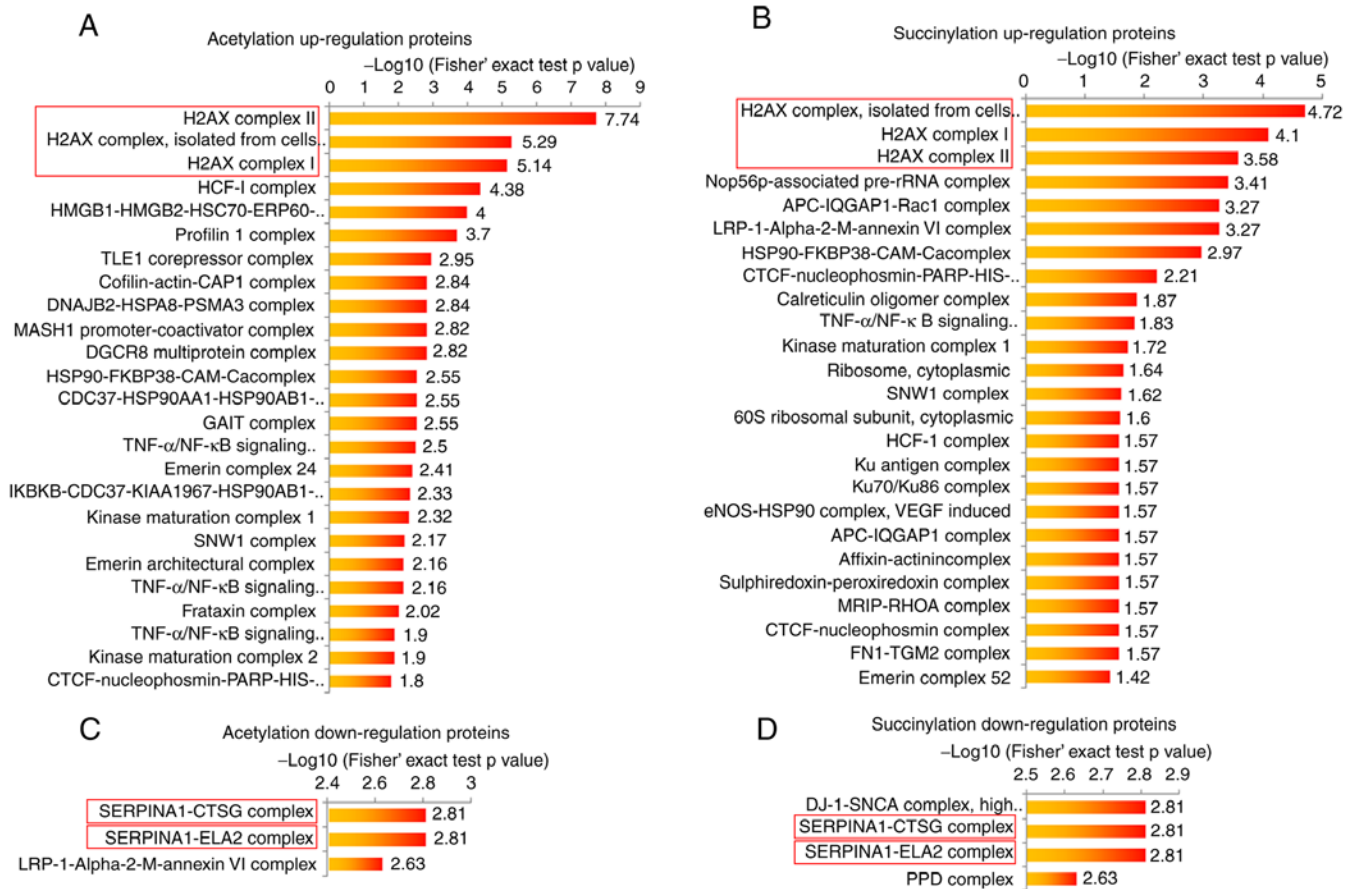 A
Acetylation up-regulation proteins
–Log10 (Fisher' exact test p value)
0 1 2 3 4 5 6 7 8 9
H2AX complex II 7.74
H2AX complex, isolated from cells.. 5.29
H2AX complex I 5.14
HCF-I complex 4.38
HMGB1-HMGB2-HSC70-ERP60-.. 4
Profilin 1 complex 3.7
TLE1 corepressor complex 2.95
Cofilin-actin-CAP1 complex 2.84
DNAJB2-HSPA8-PSMA3 complex 2.84
MASH1 promoter-coactivator complex 2.82
DGCR8 multiprotein complex 2.82
HSP90-FKBP38-CAM-Cacomplex 2.55
CDC37-HSP90AA1-HSP90AB1-.. 2.55
GAIT complex 2.55
TNF-α/NF-κB signaling.. 2.5
Emerin complex 24 2.41
IKBKB-CDC37-KIAA1967-HSP90AB1-.. 2.33
Kinase maturation complex 1 2.32
SNW1 complex 2.17
Emerin architectural complex 2.16
TNF-α/NF-κB signaling.. 2.16
Frataxin complex 2.02
TNF-α/NF-κB signaling.. 1.9
Kinase maturation complex 2 1.9
CTCF-nucleophosmin-PARP-HIS-.. 1.8
B
Succinylation up-regulation proteins
–Log10 (Fisher' exact test p value)
0 1 2 3 4 5
H2AX complex, isolated from cells.. 4.72
H2AX complex I 4.1
H2AX complex II 3.58
Nop56p-associated pre-rRNA complex 3.41
APC-IQGAP1-Rac1 complex 3.27
LRP-1-Alpha-2-M-annexin VI complex 3.27
HSP90-FKBP38-CAM-Cacomplex 2.97
CTCF-nucleophosmin-PARP-HIS-.. 2.21
Calreticulin oligomer complex 1.87
TNF-α/NF-κ B signaling.. 1.83
Kinase maturation complex 1 1.72
Ribosome, cytoplasmic 1.64
SNW1 complex 1.62
60S ribosomal subunit, cytoplasmic 1.6
HCF-1 complex 1.57
Ku antigen complex 1.57
Ku70/Ku86 complex 1.57
eNOS-HSP90 complex, VEGF induced 1.57
APC-IQGAP1 complex 1.57
Affixin-actinincomplex 1.57
Sulphiredoxin-peroxiredoxin complex 1.57
MRIP-RHOA complex 1.57
CTCF-nucleophosmin complex 1.57
FN1-TGM2 complex 1.57
Emerin complex 52 1.42
C
Acetylation down-regulation proteins
–Log10 (Fisher' exact test p value)
2.4 2.6 2.8 3
SERPINA1-CTSG complex 2.81
SERPINA1-ELA2 complex 2.81
LRP-1-Alpha-2-M-annexin VI complex 2.63
D
Succinylation down-regulation proteins
–Log10 (Fisher' exact test p value)
2.5 2.6 2.7 2.8 2.9
DJ-1-SNCA complex, high.. 2.81
SERPINA1-CTSG complex 2.81
SERPINA1-ELA2 complex 2.81
PPD complex 2.63